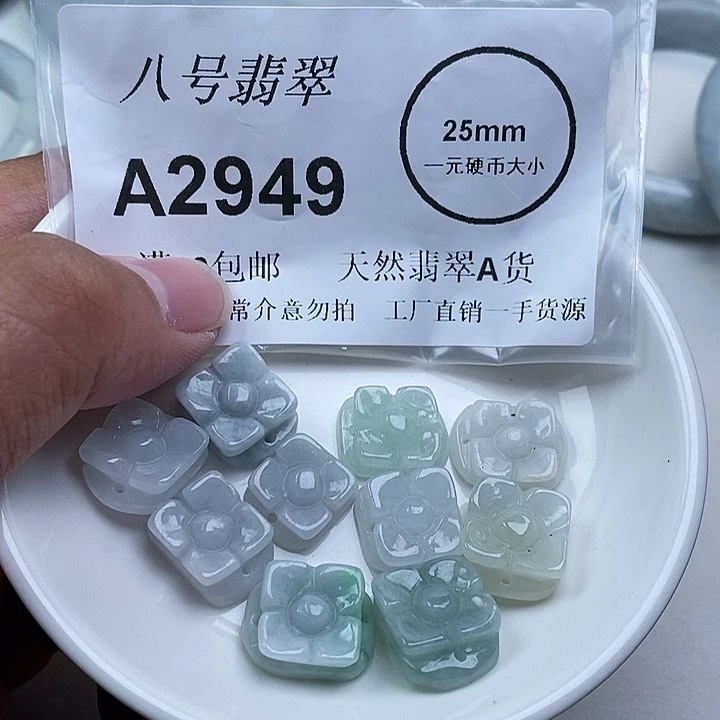 八号翡翠
25mm
一元硬币大小
A2949
包邮 天然翡翠A货
常介意勿拍 工厂直销一手货源